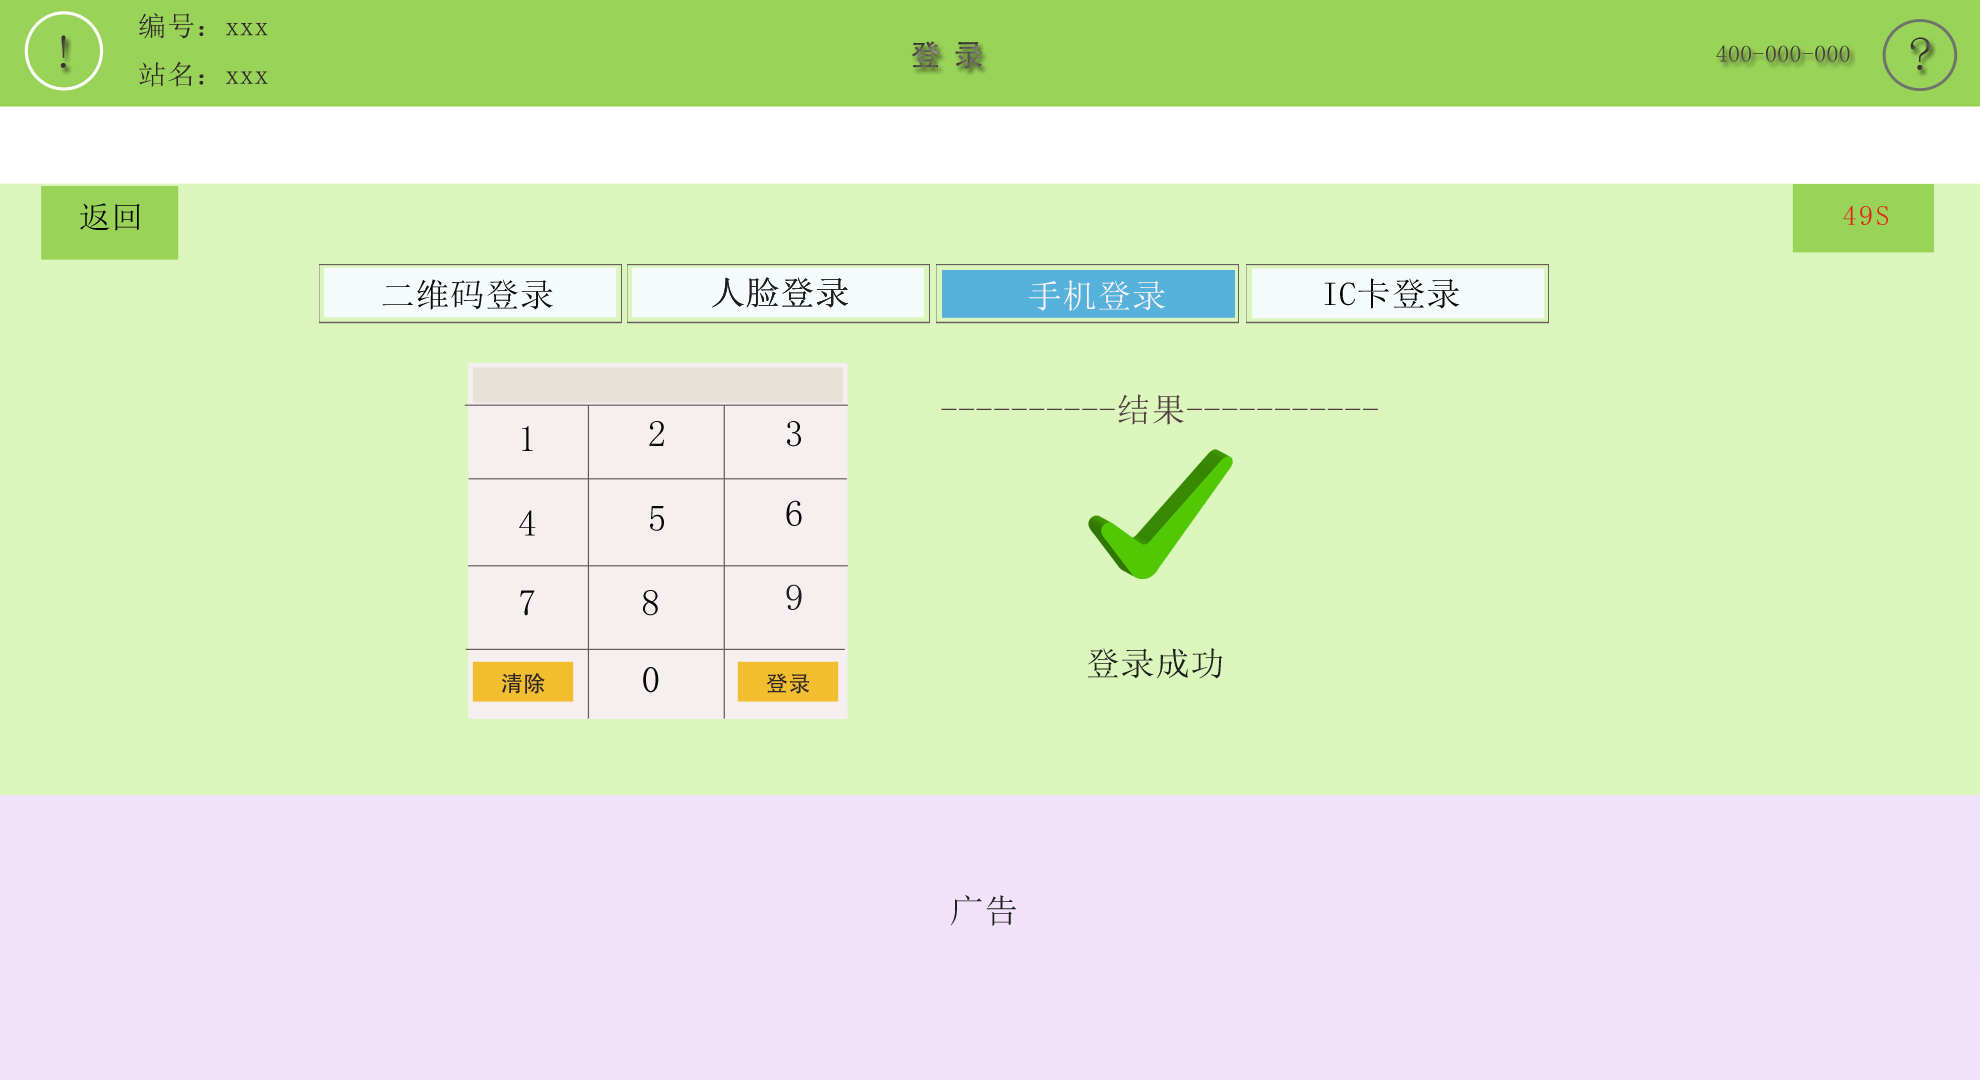 !
编号：xxx
站名：xxx
登 录
400-000-000
?
返回
49S
二维码登录
人脸登录
手机登录
IC卡登录
1 2 3
4 5 6
7 8 9
清除 0 登录
----------结果-----------
登录成功
广告